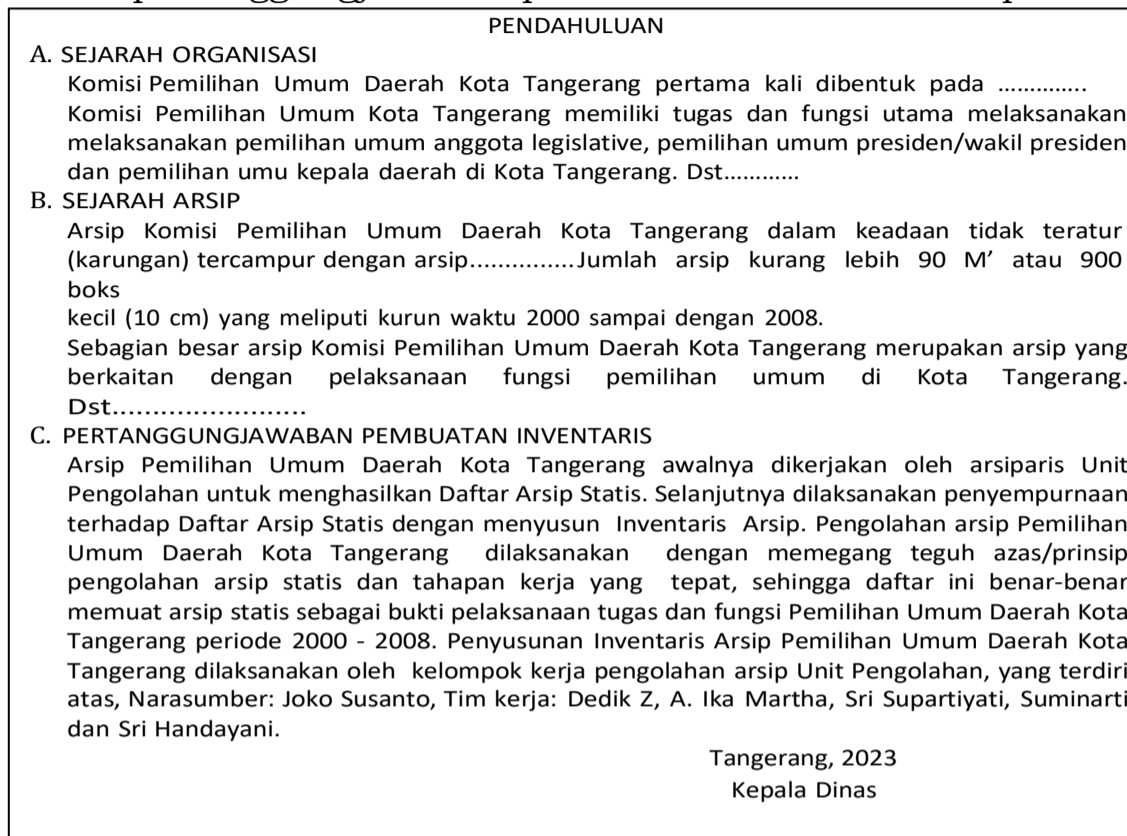 PENDAHULUAN
A. SEJARAH ORGANISASI
Komisi Pemilihan Umum Daerah Kota Tangerang pertama kali dibentuk pada ..............
Komisi Pemilihan Umum Kota Tangerang memiliki tugas dan fungsi utama melaksanakan
melaksanakan pemilihan umum anggota legislative, pemilihan umum presiden/wakil presiden
dan pemilihan umu kepala daerah di Kota Tangerang. Dst............
B. SEJARAH ARSIP
Arsip Komisi Pemilihan Umum Daerah Kota Tangerang dalam keadaan tidak teratur
(karungan) tercampur dengan arsip................Jumlah arsip kurang lebih 90 M’ atau 900
boks
kecil (10 cm) yang meliputi kurun waktu 2000 sampai dengan 2008.
Sebagian besar arsip Komisi Pemilihan Umum Daerah Kota Tangerang merupakan arsip yang
berkaitan dengan pelaksanaan fungsi pemilihan umum di Kota Tangerang.
Dst........................
C. PERTANGGUNGJAWABAN PEMBUATAN INVENTARIS
Arsip Pemilihan Umum Daerah Kota Tangerang awalnya dikerjakan oleh arsiparis Unit
Pengolahan untuk menghasilkan Daftar Arsip Statis. Selanjutnya dilaksanakan penyempurnaan
terhadap Daftar Arsip Statis dengan menyusun Inventaris Arsip. Pengolahan arsip Pemilihan
Umum Daerah Kota Tangerang dilaksanakan dengan memegang teguh azas/prinsip
pengolahan arsip statis dan tahapan kerja yang tepat, sehingga daftar ini benar-benar
memuat arsip statis sebagai bukti pelaksanaan tugas dan fungsi Pemilihan Umum Daerah Kota
Tangerang periode 2000 - 2008. Penyusunan Inventaris Arsip Pemilihan Umum Daerah Kota
Tangerang dilaksanakan oleh kelompok kerja pengolahan arsip Unit Pengolahan, yang terdiri
atas, Narasumber: Joko Susanto, Tim kerja: Dedik Z, A. Ika Martha, Sri Supartiyati, Suminarti
dan Sri Handayani.
Tangerang, 2023
Kepala Dinas